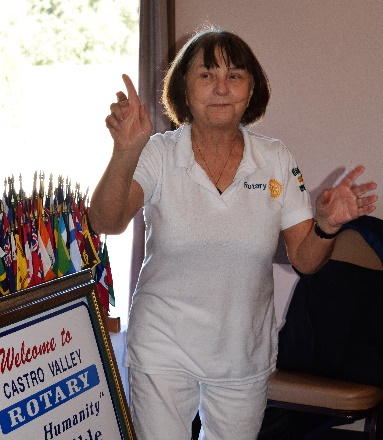 Welcome to
CASTRO VALLEY
ROTARY
Humanity"
Rotary